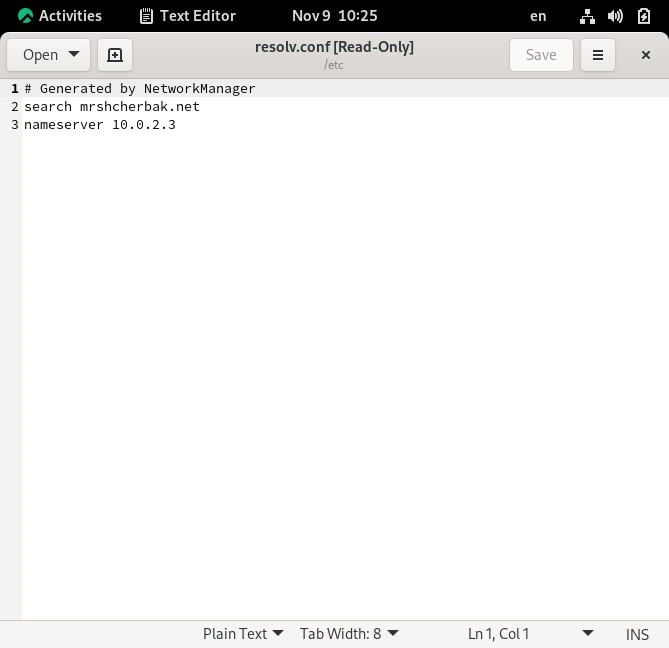 Activities Text Editor Nov 9 10:25 en
Open resolv.conf [Read-Only] Save
/etc
1 # Generated by NetworkManager
2 search mrshcherbak.net
3 nameserver 10.0.2.3
Plain Text Tab Width: 8 Ln 1, Col 1 INS